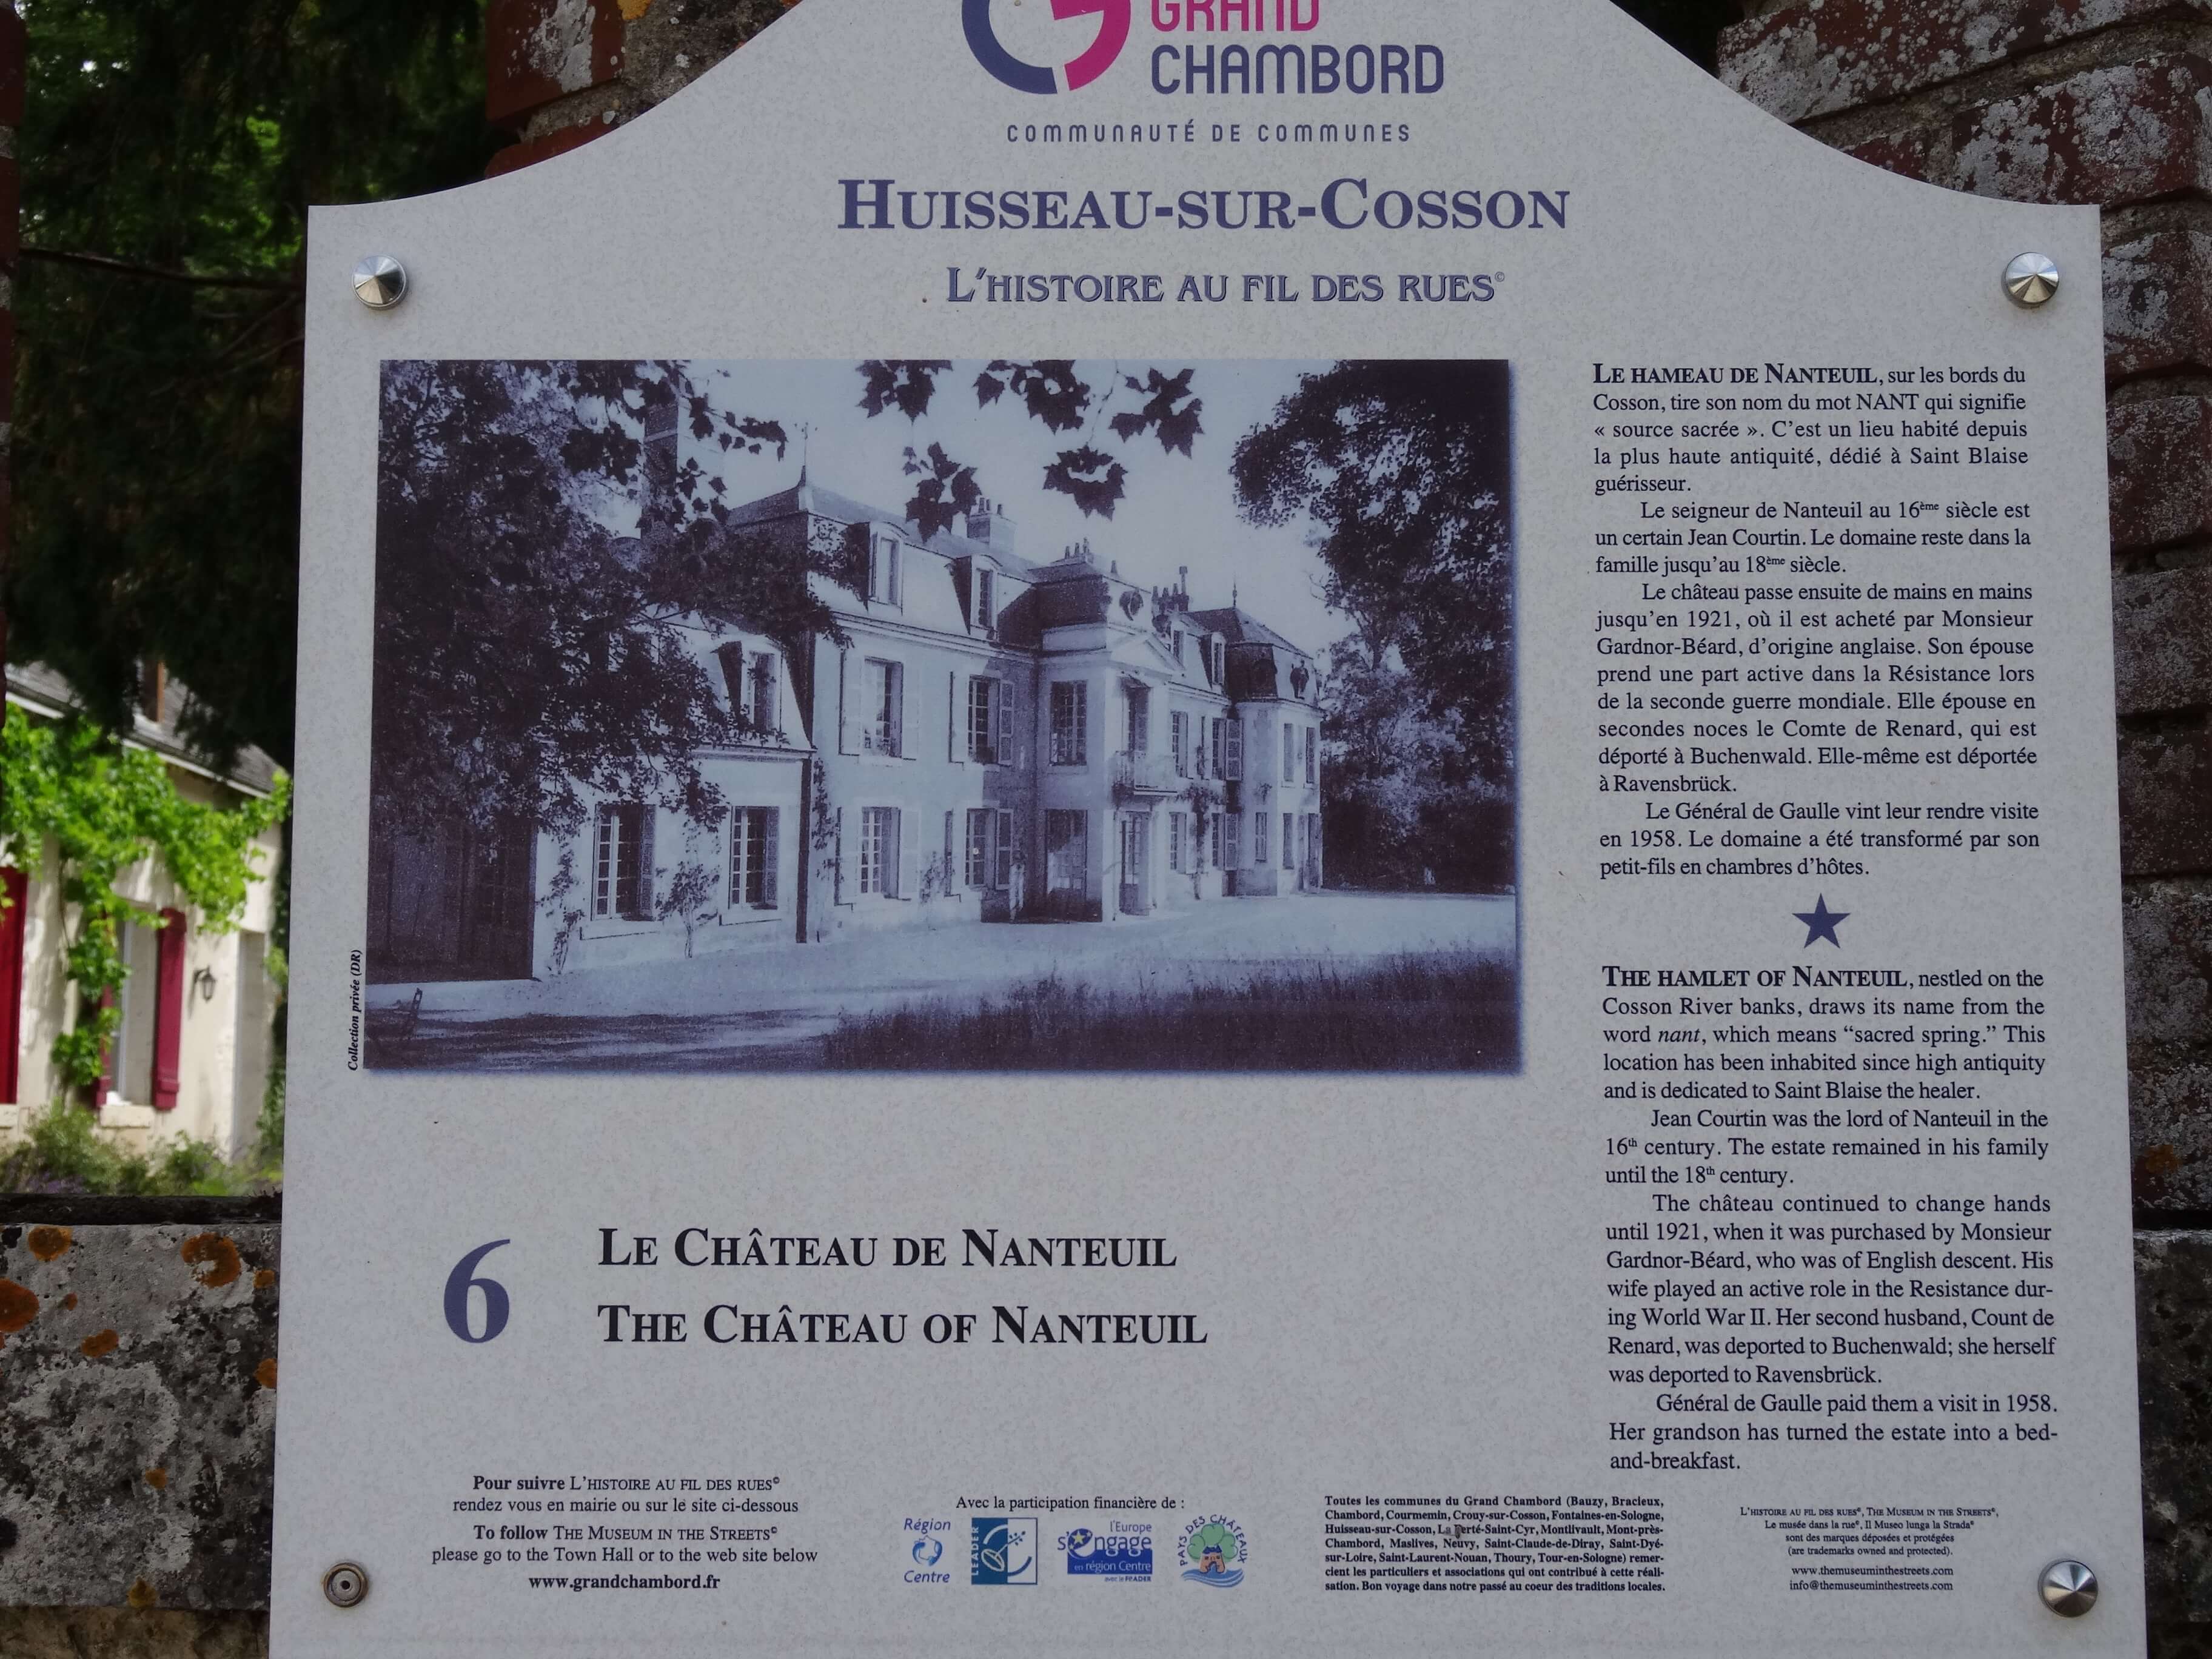 GRAND
CHAMBORD
COMMUNAUTÉ DE COMMUNES
HUISSEAU-SUR-COSSON
L'HISTOIRE AU FIL DES RUES©
LE HAMEAU DE NANTEUIL, sur les bords du
Cosson, tire son nom du mot NANT qui signifie
« source sacrée ». C'est un lieu habité depuis
la plus haute antiquité, dédié à Saint Blaise
guérisseur.
Le seigneur de Nanteuil au 16ème siècle est
un certain Jean Courtin. Le domaine reste dans la
famille jusqu'au 18ème siècle.
Le château passe ensuite de mains en mains
jusqu'en 1921, où il est acheté par Monsieur
Gardnor-Béard, d'origine anglaise. Son épouse
prend une part active dans la Résistance lors
de la seconde guerre mondiale. Elle épouse en
secondes noces le Comte de Renard, qui est
déporté à Buchenwald. Elle-même est déportée
à Ravensbrück.
Le Général de Gaulle vint leur rendre visite
en 1958. Le domaine a été transformé par son
petit-fils en chambres d'hôtes.
THE HAMLET OF NANTEUIL, nestled on the
Cosson River banks, draws its name from the
word nant, which means “sacred spring.” This
location has been inhabited since high antiquity
and is dedicated to Saint Blaise the healer.
Jean Courtin was the lord of Nanteuil in the
16th century. The estate remained in his family
until the 18th century.
The château continued to change hands
until 1921, when it was purchased by Monsieur
Gardnor-Béard, who was of English descent. His
wife played an active role in the Resistance dur-
ing World War II. Her second husband, Count de
Renard, was deported to Buchenwald; she herself
was deported to Ravensbrück.
Général de Gaulle paid them a visit in 1958.
Her grandson has turned the estate into a bed-
and-breakfast.
Collection privée (DR)
6
LE CHÂTEAU DE NANTEUIL
THE CHÂTEAU OF NANTEUIL
Pour suivre L'HISTOIRE AU FIL DES RUES©
rendez vous en mairie ou sur le site ci-dessous
To follow THE MUSEUM IN THE STREETS©
please go to the Town Hall or to the web site below
www.grandchambord.fr
Avec la participation financière de :
Région
Centre
LEADER
l'Europe
s'engage
en région Centre
avec le FEADER
PAYS DES CHÂTEAUX
Toutes les communes du Grand Chambord (Bauzy, Bracieux,
Chambord, Courmemin, Crouy-sur-Cosson, Fontaines-en-Sologne,
Huisseau-sur-Cosson, La Ferté-Saint-Cyr, Montlivault, Mont-près-
Chambord, Maslives, Neuvy, Saint-Claude-de-Diray, Saint-Dyé-
sur-Loire, Saint-Laurent-Nouan, Thoury, Tour-en-Sologne) remer-
cient les particuliers et associations qui ont contribué à cette réali-
sation. Bon voyage dans notre passé au coeur des traditions locales.
L'HISTOIRE AU FIL DES RUES®, THE MUSEUM IN THE STREETS®,
Le musée dans la rue®, Il Museo lunga la Strada®
sont des marques déposées et protégées
(are trademarks owned and protected).
www.themuseuminthestreets.com
info@themuseuminthestreets.com